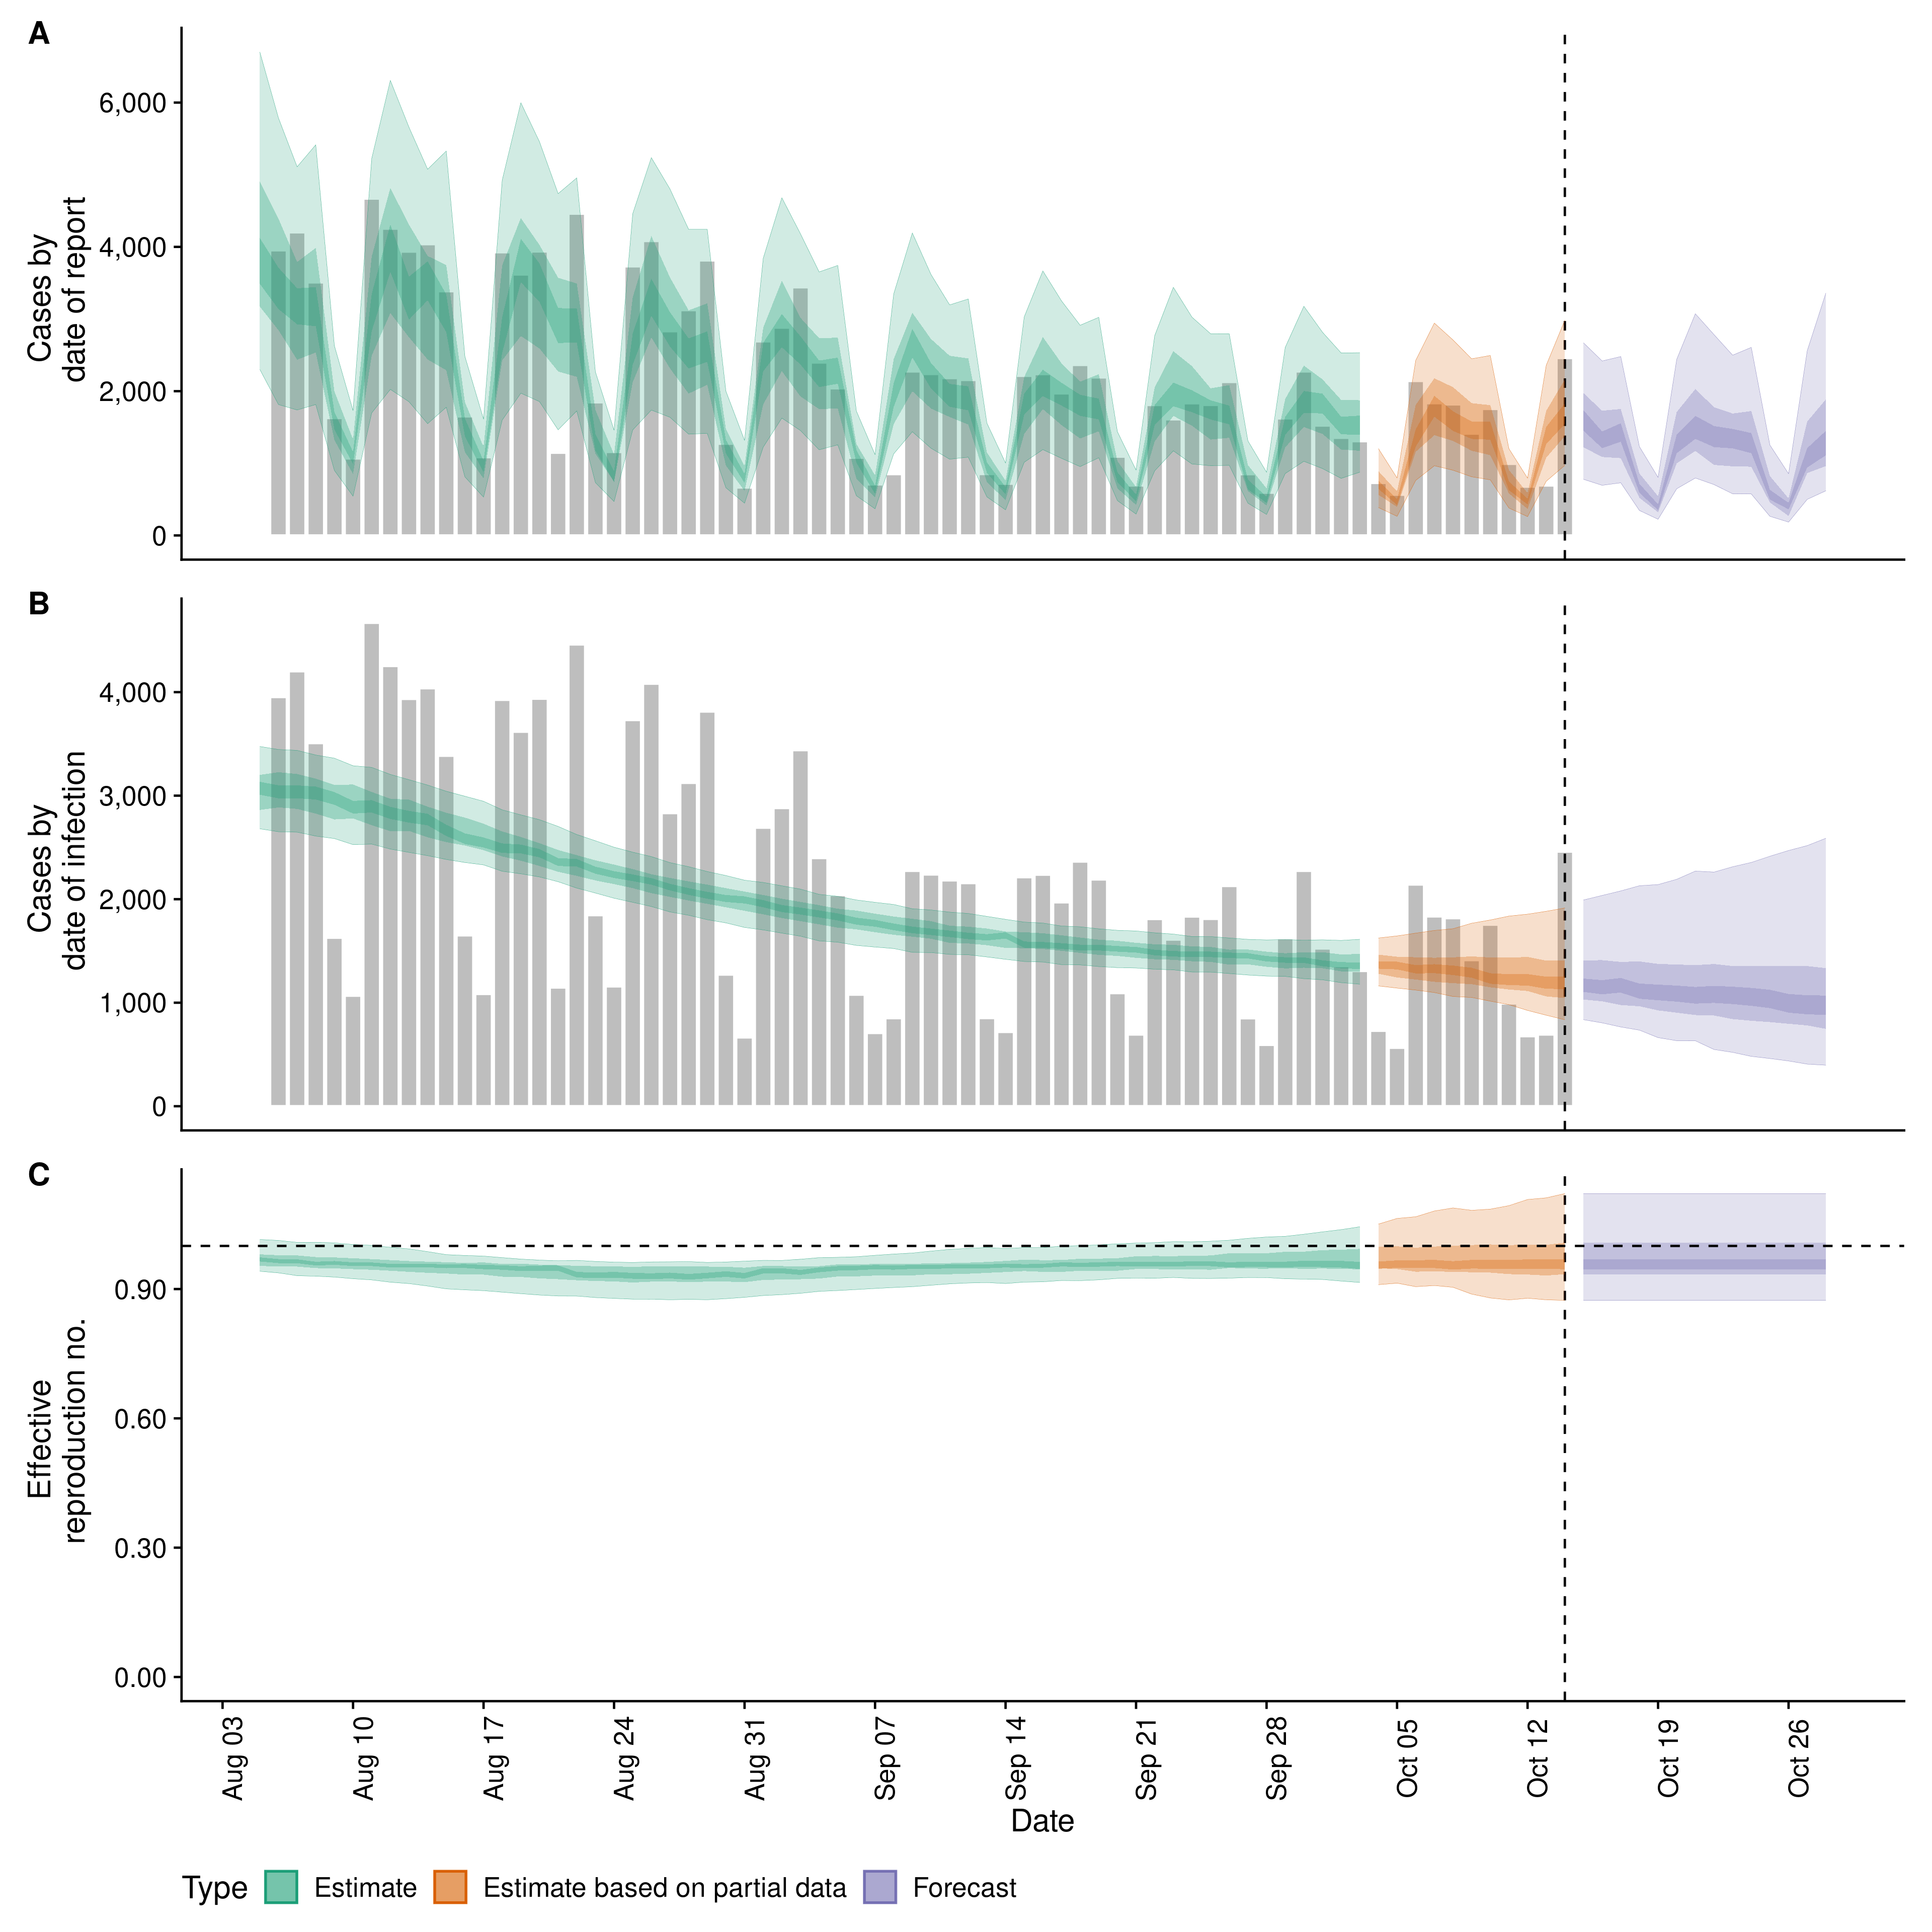 A
Cases by
date of report
6,000
4,000
2,000
0
B
Cases by
date of infection
4,000
3,000
2,000
1,000
0
C
Effective
reproduction no.
0.90
0.60
0.30
0.00
Aug 03
Aug 10
Aug 17
Aug 24
Aug 31
Sep 07
Sep 14
Sep 21
Sep 28
Oct 05
Oct 12
Oct 19
Oct 26
Date
Type Estimate Estimate based on partial data Forecast